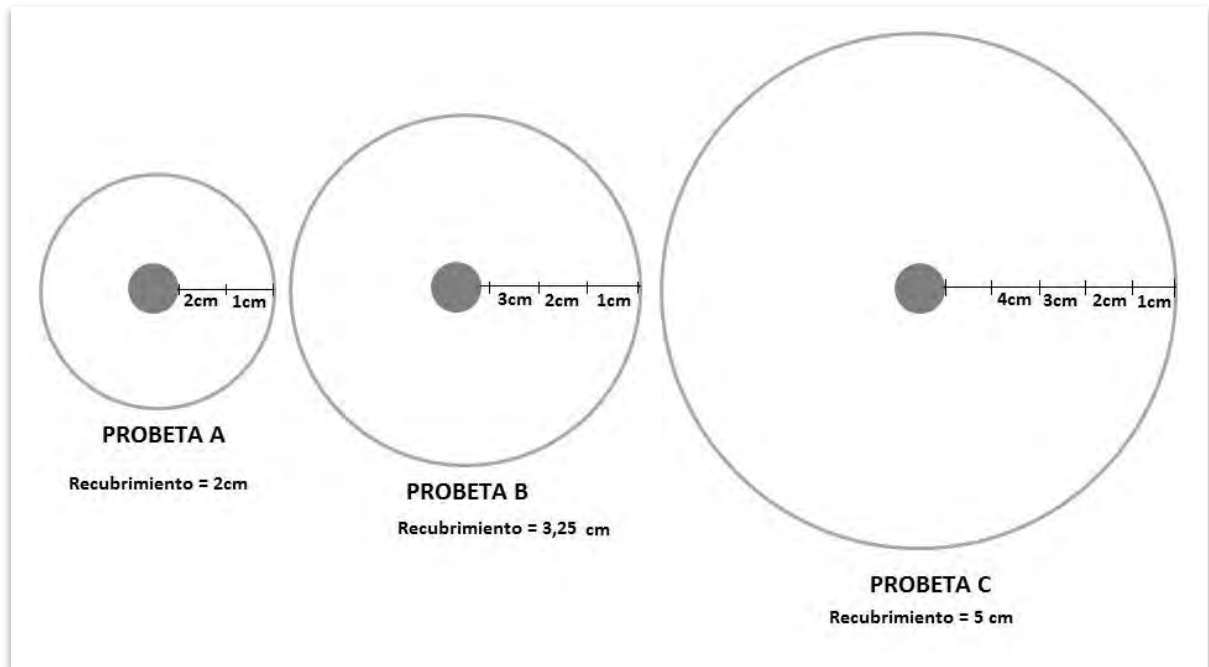 2cm 1cm
3cm 2cm 1cm
4cm 3cm 2cm 1cm
PROBETA A
Recubrimiento = 2cm
PROBETA B
Recubrimiento = 3,25 cm
PROBETA C
Recubrimiento = 5 cm